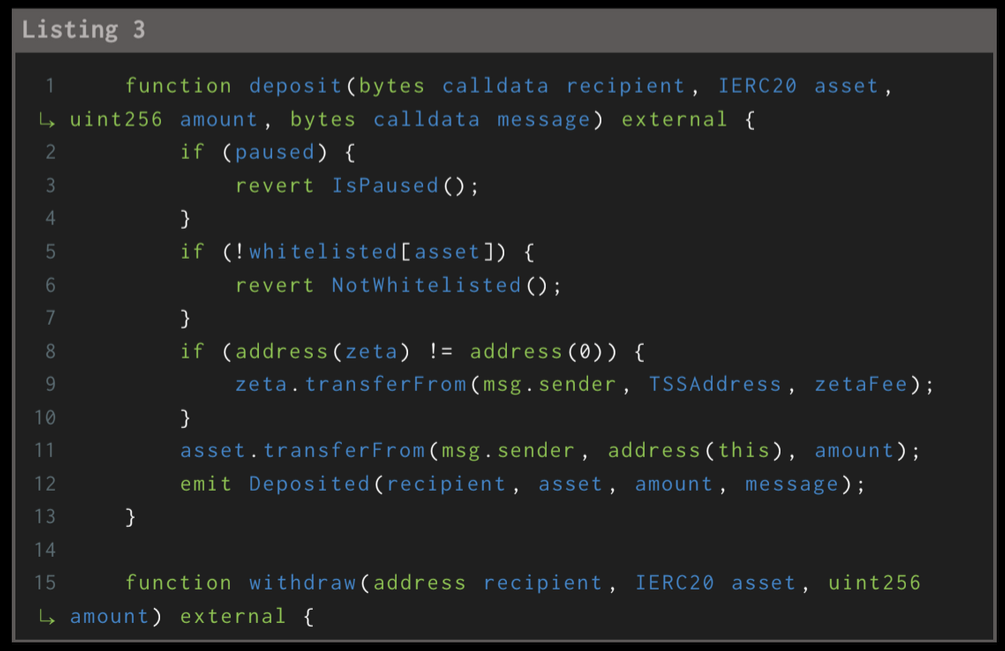 Listing 3
1 function deposit(bytes calldata recipient, IERC20 asset,
↳ uint256 amount, bytes calldata message) external {
2 if (paused) {
3 revert IsPaused();
4 }
5 if (!whitelisted[asset]) {
6 revert NotWhitelisted();
7 }
8 if (address(zeta) != address(0)) {
9 zeta.transferFrom(msg.sender, TSSAddress, zetaFee);
10 }
11 asset.transferFrom(msg.sender, address(this), amount);
12 emit Deposited(recipient, asset, amount, message);
13 }
14
15 function withdraw(address recipient, IERC20 asset, uint256
↳ amount) external {